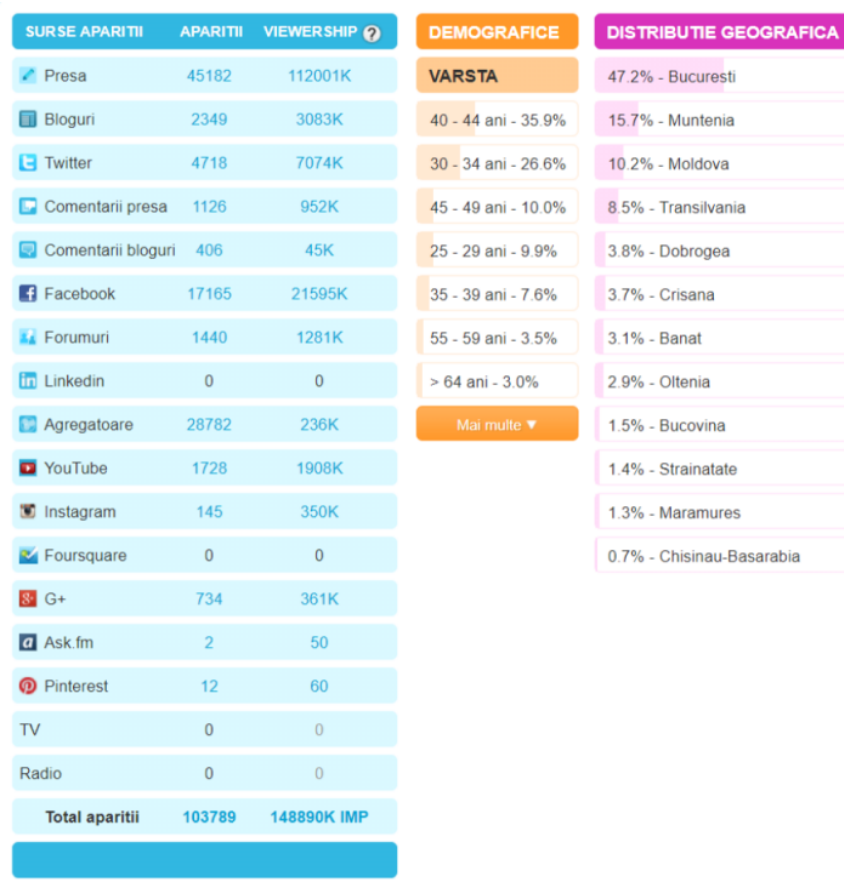 SURSE APARITII APARITII VIEWERSHIP ?
Presa 45182 112001K
Bloguri 2349 3083K
Twitter 4718 7074K
Comentarii presa 1126 952K
Comentarii bloguri 406 45K
Facebook 17165 21595K
Forumuri 1440 1281K
Linkedin 0 0
Agregatoare 28782 236K
YouTube 1728 1908K
Instagram 145 350K
Foursquare 0 0
G+ 734 361K
Ask.fm 2 50
Pinterest 12 60
TV 0 0
Radio 0 0
Total aparitii 103789 148890K IMP
DEMOGRAFICE
VARSTA
40 - 44 ani - 35.9%
30 - 34 ani - 26.6%
45 - 49 ani - 10.0%
25 - 29 ani - 9.9%
35 - 39 ani - 7.6%
55 - 59 ani - 3.5%
> 64 ani - 3.0%
Mai multe ▼
DISTRIBUTIE GEOGRAFICA
47.2% - Bucuresti
15.7% - Muntenia
10.2% - Moldova
8.5% - Transilvania
3.8% - Dobrogea
3.7% - Crisana
3.1% - Banat
2.9% - Oltenia
1.5% - Bucovina
1.4% - Strainatate
1.3% - Maramures
0.7% - Chisinau-Basarabia